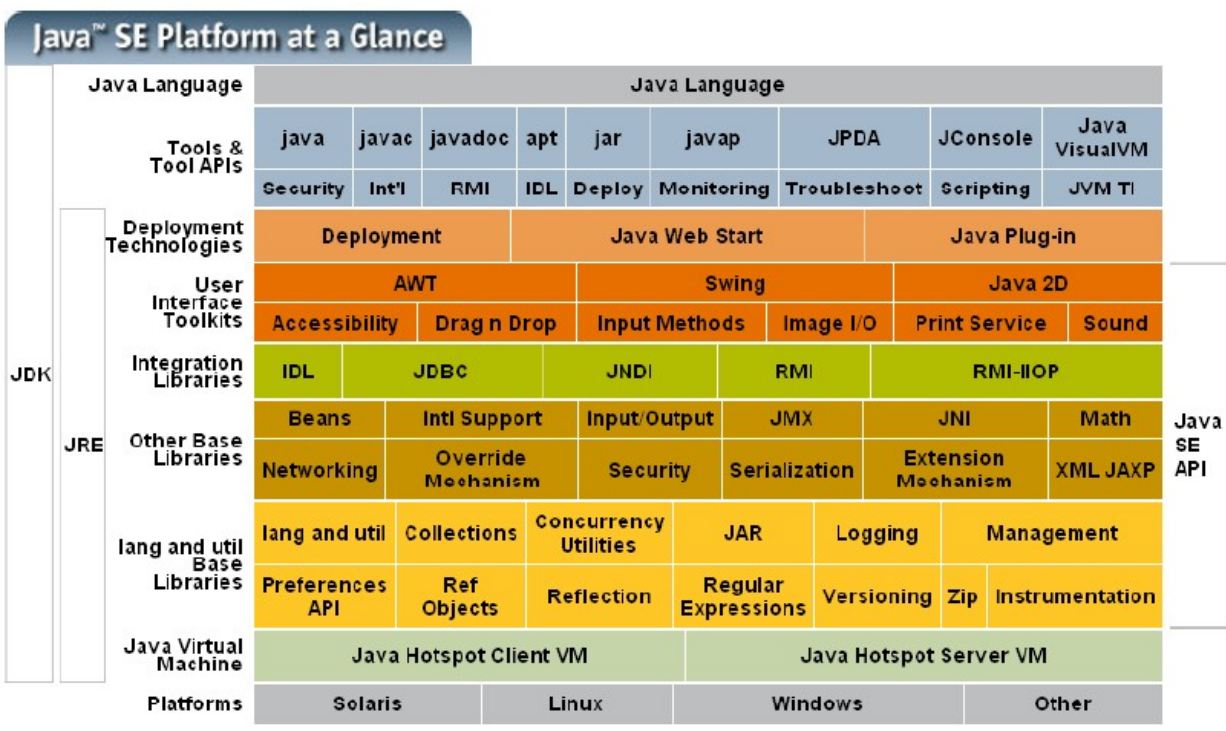 Java™ SE Platform at a Glance
Java Language
Java Language
Tools &
Tool APIs
java javac javadoc apt jar javap JPDA JConsole Java
VisualVM
Security Int'l RMI IDL Deploy Monitoring Troubleshoot Scripting JVM TI
Deployment
Technologies
Deployment Java Web Start Java Plug-in
User
Interface
Toolkits
AWT Swing Java 2D
Accessibility Drag n Drop Input Methods Image I/O Print Service Sound
Integration
Libraries
IDL JDBC JNDI RMI RMI-IIOP
JDK
JRE
Other Base
Libraries
Beans Intl Support Input/Output JMX JNI Math
Networking Override
Mechanism Security Serialization Extension
Mechanism XML JAXP
Java
SE
API
lang and util
Base
Libraries
lang and util Collections Concurrency
Utilities JAR Logging Management
Preferences
API Ref
Objects Reflection Regular
Expressions Versioning Zip Instrumentation
Java Virtual
Machine
Java Hotspot Client VM Java Hotspot Server VM
Platforms
Solaris Linux Windows Other